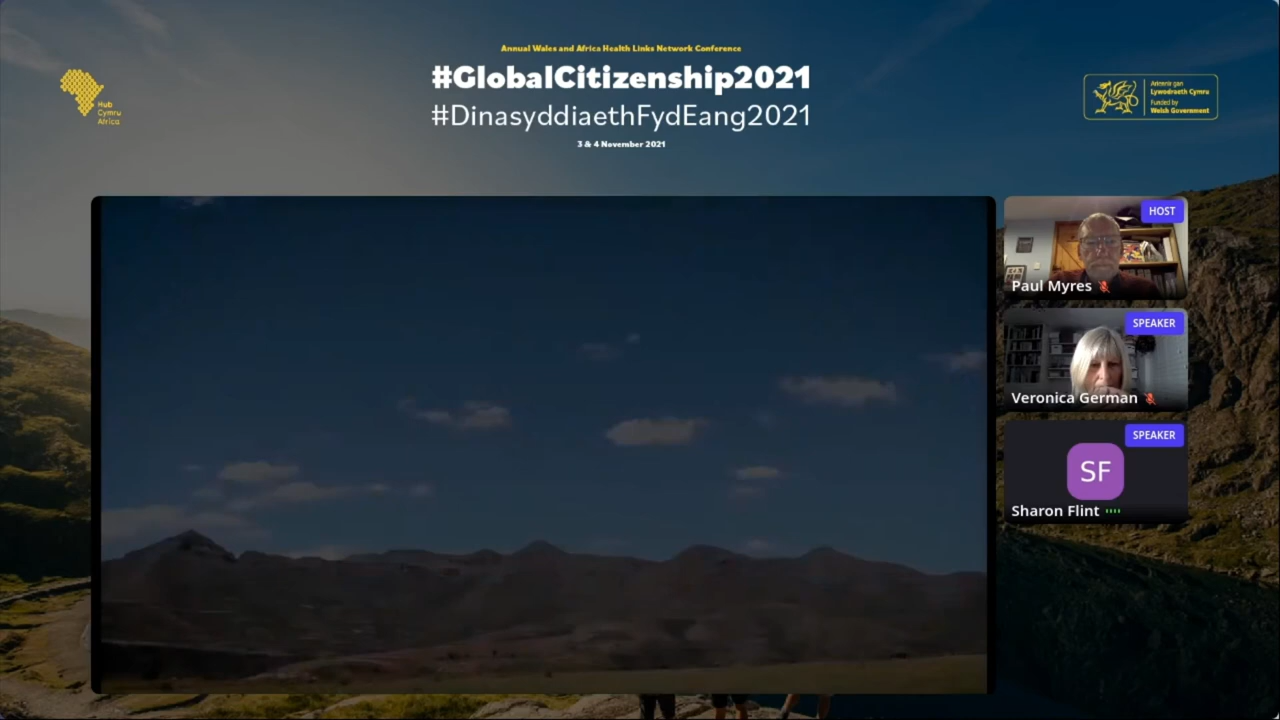 Annual Wales and Africa Health Links Network Conference
#GlobalCitizenship2021
#DinasyddiaethFydEang2021
3 & 4 November 2021
Hub
Cymru
Africa
Ariennir gan
Lywodraeth Cymru
Funded by
Welsh Government
HOST
Paul Myres
SPEAKER
Veronica German
SPEAKER
SF
Sharon Flint